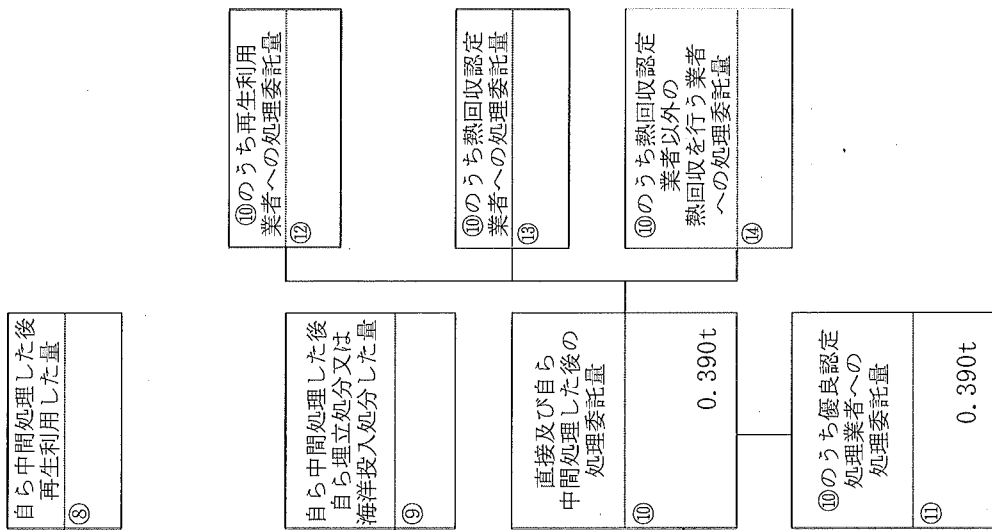 自ら中間処理した後
再生利用した量
⑧
自ら中間処理した後
自ら埋立処分又は
海洋投入処分した量
⑨
直接及び自ら
中間処理した後の
処理委託量
⑩
0.390t
⑩のうち優良認定
処理業者への
処理委託量
⑪
0.390t
⑩のうち再生利用
業者への処理委託量
⑫
⑩のうち熱回収認定
業者への処理委託量
⑬
⑩のうち熱回収認定
業者以外の
熱回収を行う業者
への処理委託量
⑭